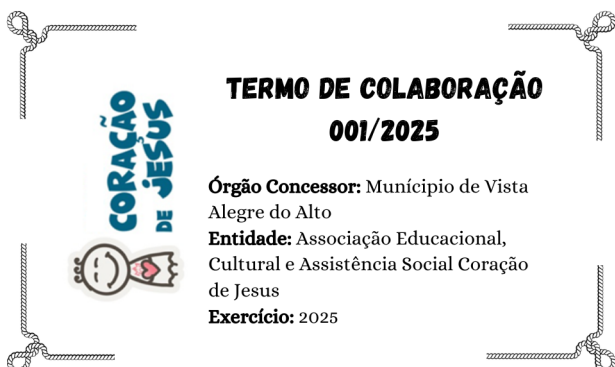 CORAÇÃO
DE JESUS
TERMO DE COLABORAÇÃO
001/2025
Órgão Concessor: Munícipio de Vista
Alegre do Alto
Entidade: Associação Educacional,
Cultural e Assistência Social Coração
de Jesus
Exercício: 2025